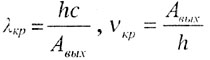 λкр = hc / Aвых , νкр = Aвых / h